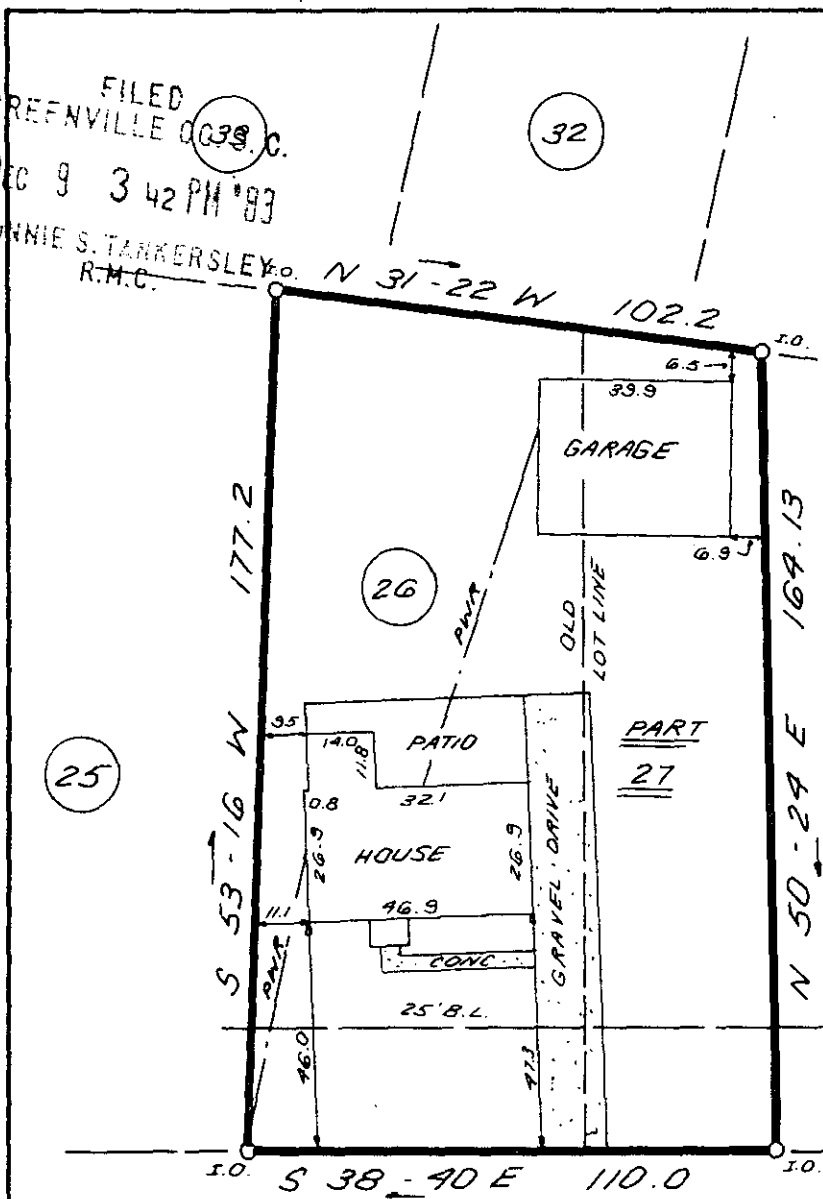 FILED
REENVILLE CO. S.C.
EC 9 3 42 PM '83
NNIE S. TANKERSLEY
R.M.C.
32
I.O.
N 31-22 W 102.2
I.O.
6.5
39.9
GARAGE
6.9
177.2
164.13
26
PWR.
OLD
LOT LINE
9.5
14.0
11.8
PATIO
PART
27
25
0.8
32.1
GRAVEL DRIVE
S 53-16 W
26.9
HOUSE
26.9
N 50-24 E
11.1
46.9
PWR.
CONC.
25' B.L.
46.0
47.3
I.O.
S 38-40 E 110.0
I.O.